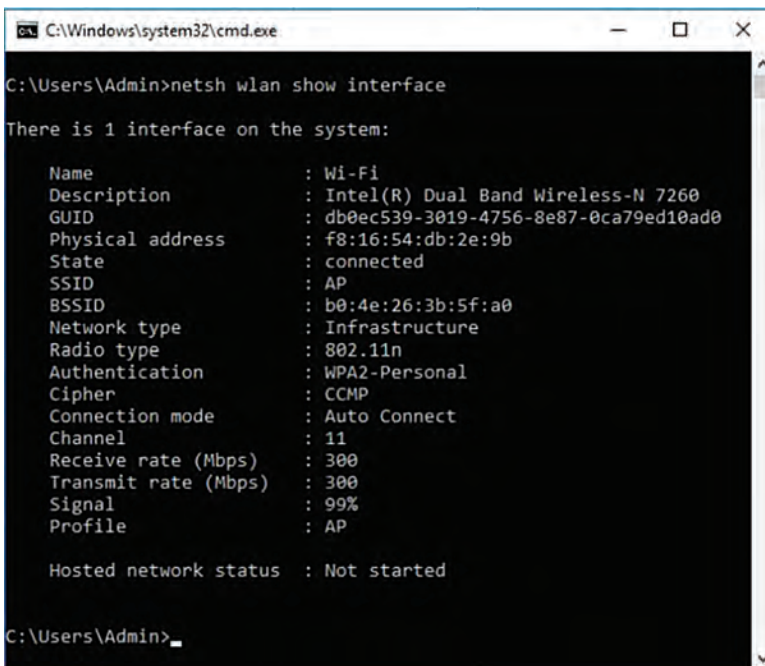 C:\Windows\system32\cmd.exe
C:\Users\Admin>netsh wlan show interface
There is 1 interface on the system:
Name : Wi-Fi
Description : Intel(R) Dual Band Wireless-N 7260
GUID : db0ec539-3019-4756-8e87-0ca79ed10ad0
Physical address : f8:16:54:db:2e:9b
State : connected
SSID : AP
BSSID : b0:4e:26:3b:5f:a0
Network type : Infrastructure
Radio type : 802.11n
Authentication : WPA2-Personal
Cipher : CCMP
Connection mode : Auto Connect
Channel : 11
Receive rate (Mbps) : 300
Transmit rate (Mbps) : 300
Signal : 99%
Profile : AP
Hosted network status : Not started
C:\Users\Admin>